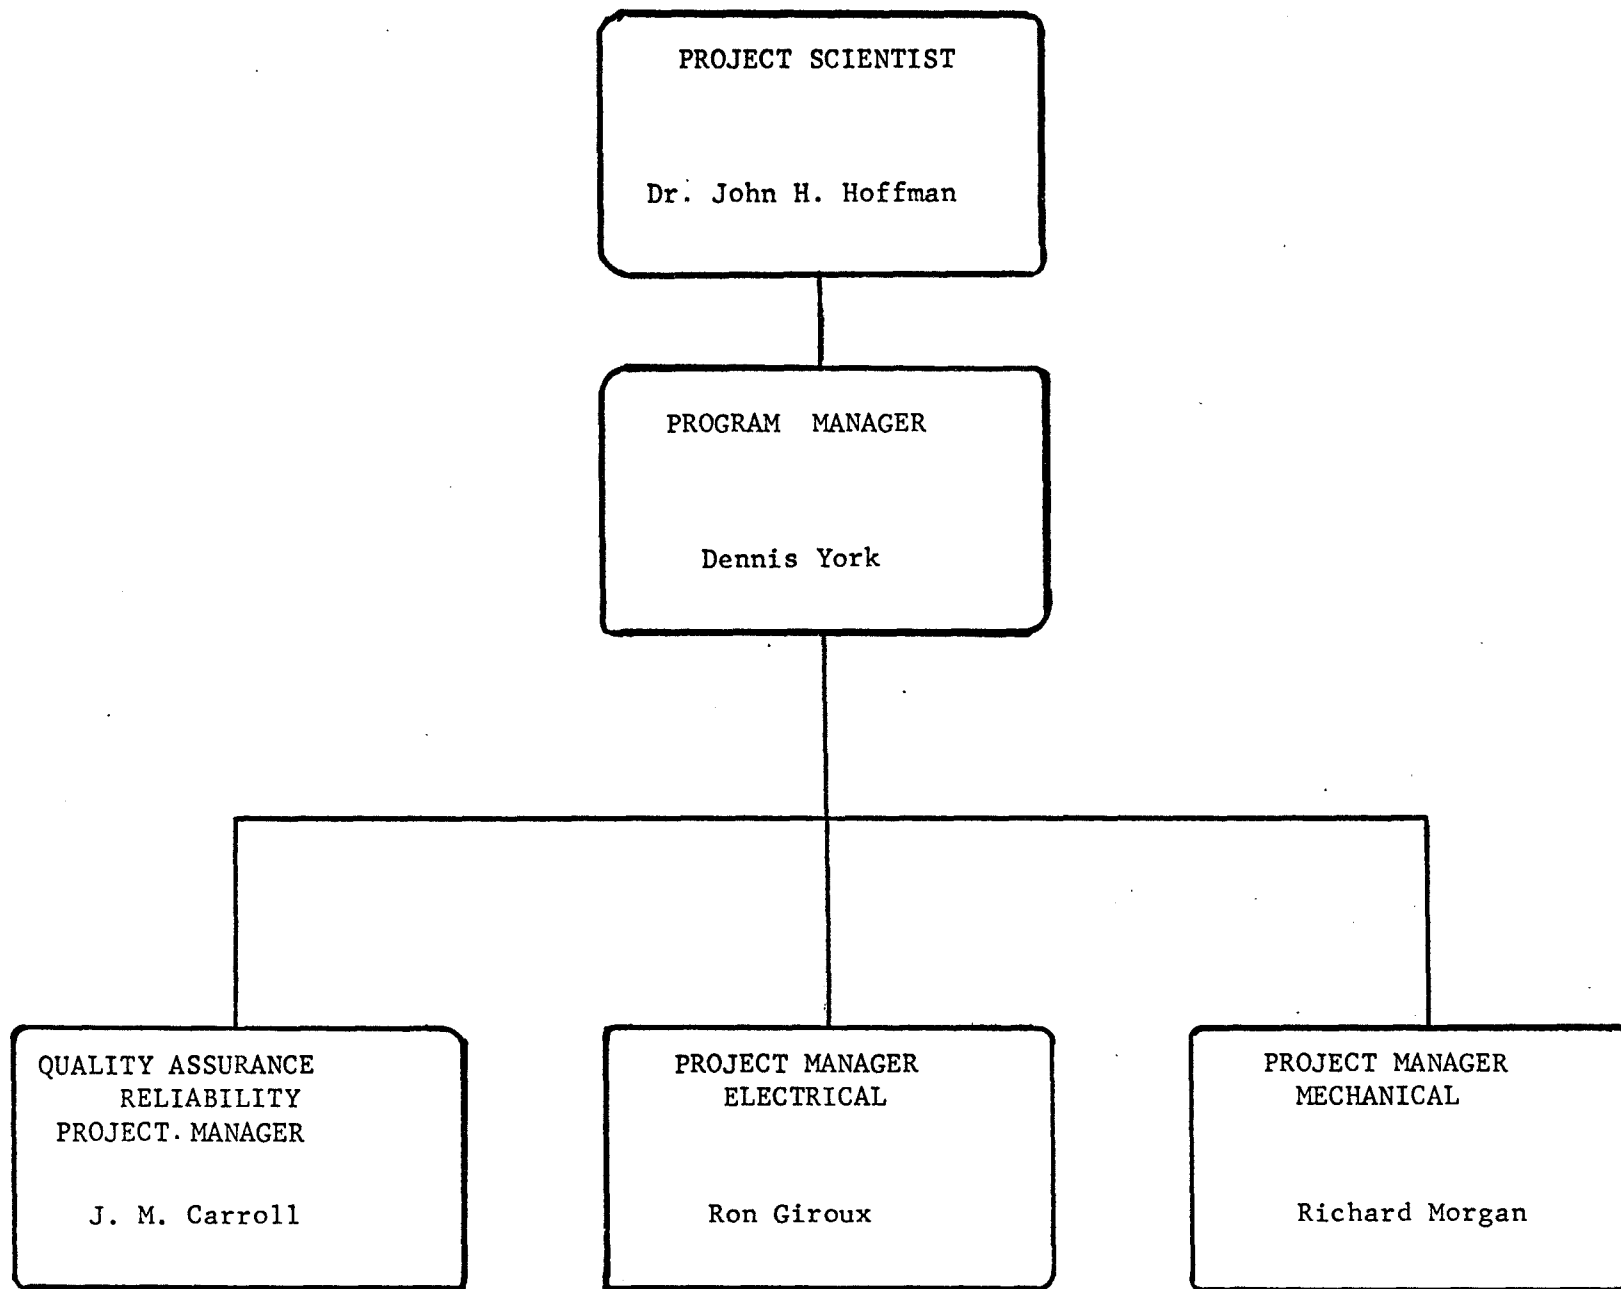 PROJECT SCIENTIST
Dr. John H. Hoffman
PROGRAM MANAGER
Dennis York
QUALITY ASSURANCE
RELIABILITY
PROJECT MANAGER
J. M. Carroll
PROJECT MANAGER
ELECTRICAL
Ron Giroux
PROJECT MANAGER
MECHANICAL
Richard Morgan